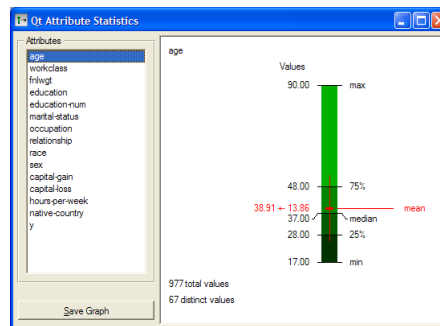 Qt Attribute Statistics
Attributes
age
workclass
fnlwgt
education
education-num
marital-status
occupation
relationship
race
sex
capital-gain
capital-loss
hours-per-week
native-country
y
Save Graph
age
Values
90.00 max
48.00 75%
38.91 ± 13.86 mean
37.00 median
28.00 25%
17.00 min
977 total values
67 distinct values